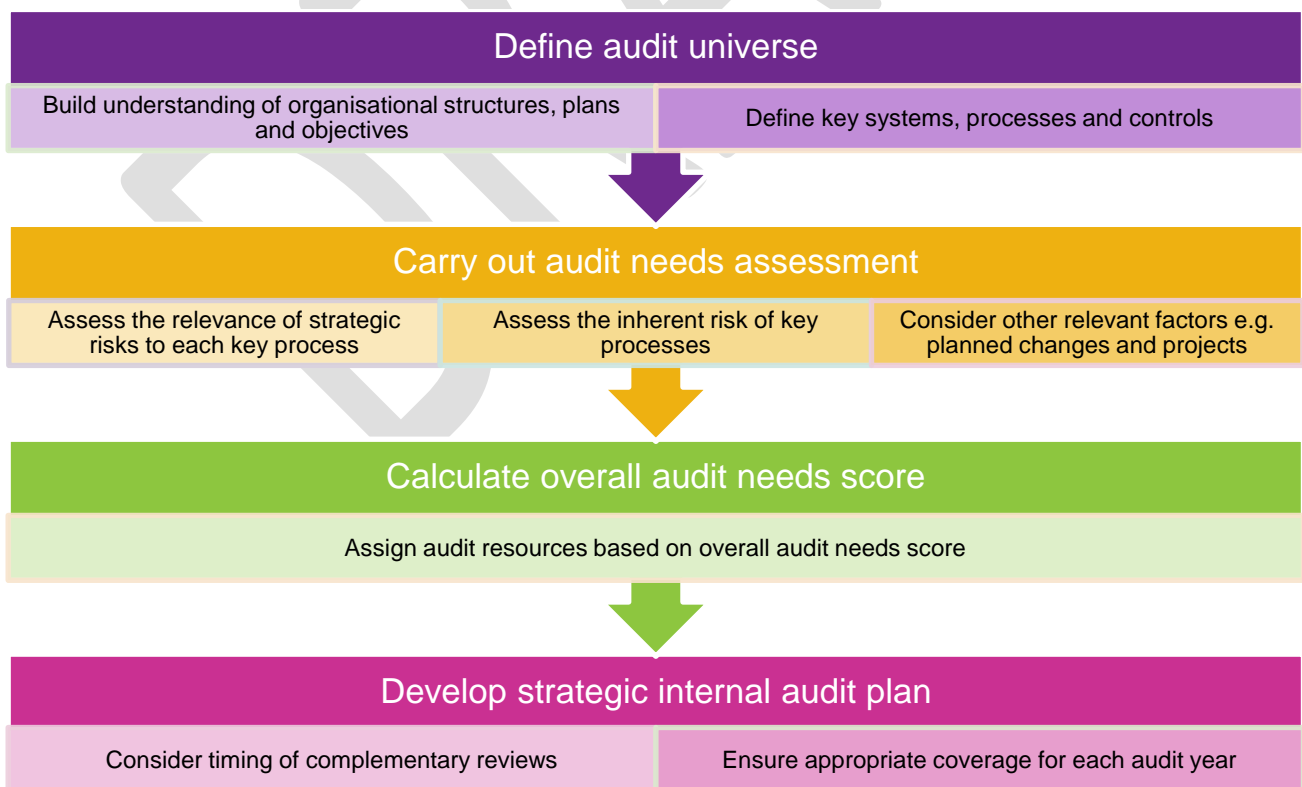 Define audit universe
Build understanding of organisational structures, plans
and objectives
Define key systems, processes and controls
Carry out audit needs assessment
Assess the relevance of strategic
risks to each key process
Assess the inherent risk of key
processes
Consider other relevant factors e.g.
planned changes and projects
Calculate overall audit needs score
Assign audit resources based on overall audit needs score
Develop strategic internal audit plan
Consider timing of complementary reviews
Ensure appropriate coverage for each audit year